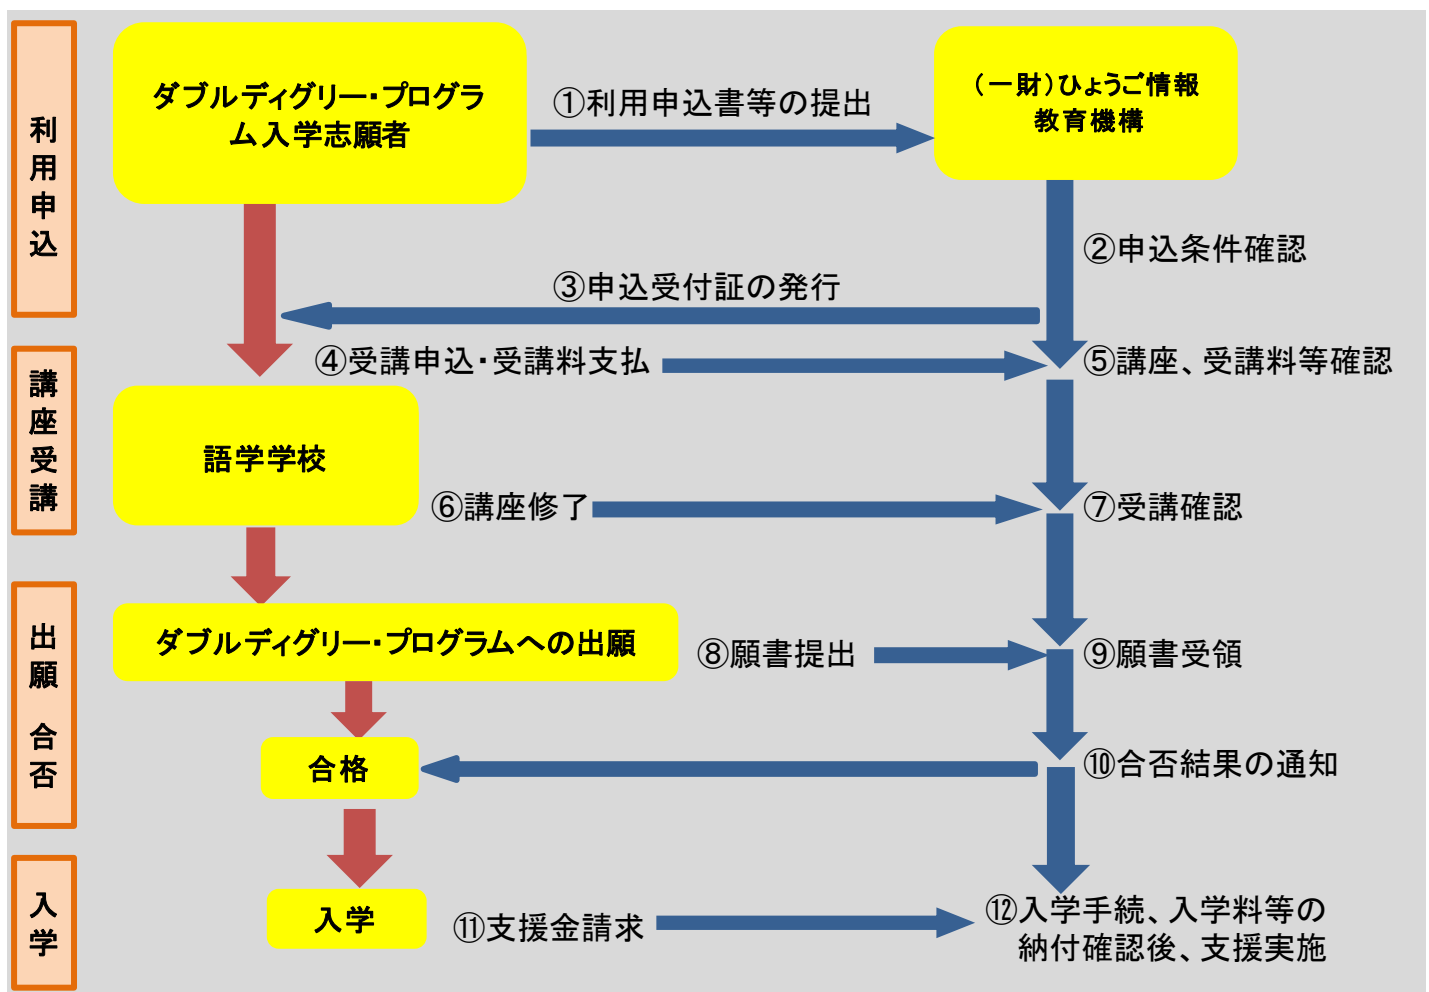 利用申込
ダブルディグリー・プログラ
ム入学志願者
①利用申込書等の提出
（一財）ひょうご情報
教育機構
②申込条件確認
③申込受付証の発行
講座受講
④受講申込・受講料支払
⑤講座、受講料等確認
語学学校
⑥講座修了
⑦受講確認
出願　合否
ダブルディグリー・プログラムへの出願
⑧願書提出
⑨願書受領
合格
⑩合否結果の通知
入学
入学
⑪支援金請求
⑫入学手続、入学料等の
納付確認後、支援実施